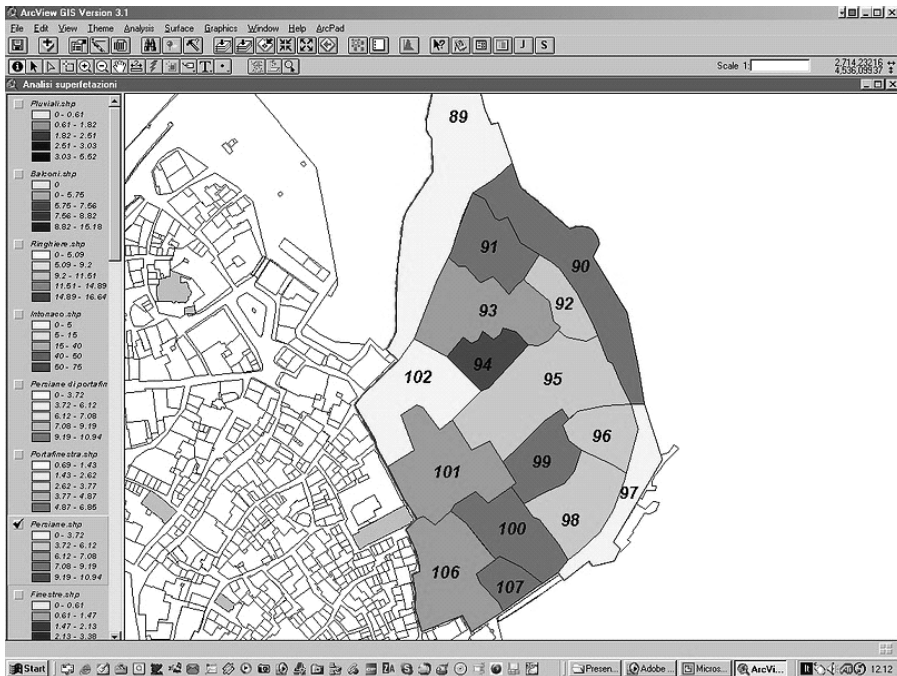 ArcView GIS Version 3.1
File Edit View Theme Analysis Surface Graphics Window Help ArcPad
J S
T
Scale 1:
2,714,232.16
4,536,099.37
Analisi superfetazioni
Pluviali.shp
0 - 0.61
0.61 - 1.82
1.82 - 2.51
2.51 - 3.03
3.03 - 5.52
Balconi.shp
0
0 - 5.75
5.75 - 7.56
7.56 - 8.82
8.82 - 15.18
Ringhiere.shp
0 - 5.09
5.09 - 9.2
9.2 - 11.51
11.51 - 14.89
14.89 - 16.64
Intonaco.shp
0 - 5
5 - 15
15 - 40
40 - 50
50 - 75
Persiane di portafin
0 - 3.72
3.72 - 6.12
6.12 - 7.08
7.08 - 9.19
9.19 - 10.94
Portafinestra.shp
0.69 - 1.43
1.43 - 2.62
2.62 - 3.77
3.77 - 4.87
4.87 - 6.85
Persiane.shp
0 - 3.72
3.72 - 6.12
6.12 - 7.08
7.08 - 9.19
9.19 - 10.94
Finestre.shp
0 - 0.61
0.61 - 1.47
1.47 - 2.13
2.13 - 3.38
89
90
91
92
93
94
95
102
96
99
101
97
98
100
106
107
Start
Presen...
Adobe ...
Micros...
ArcVi...
It
12.12